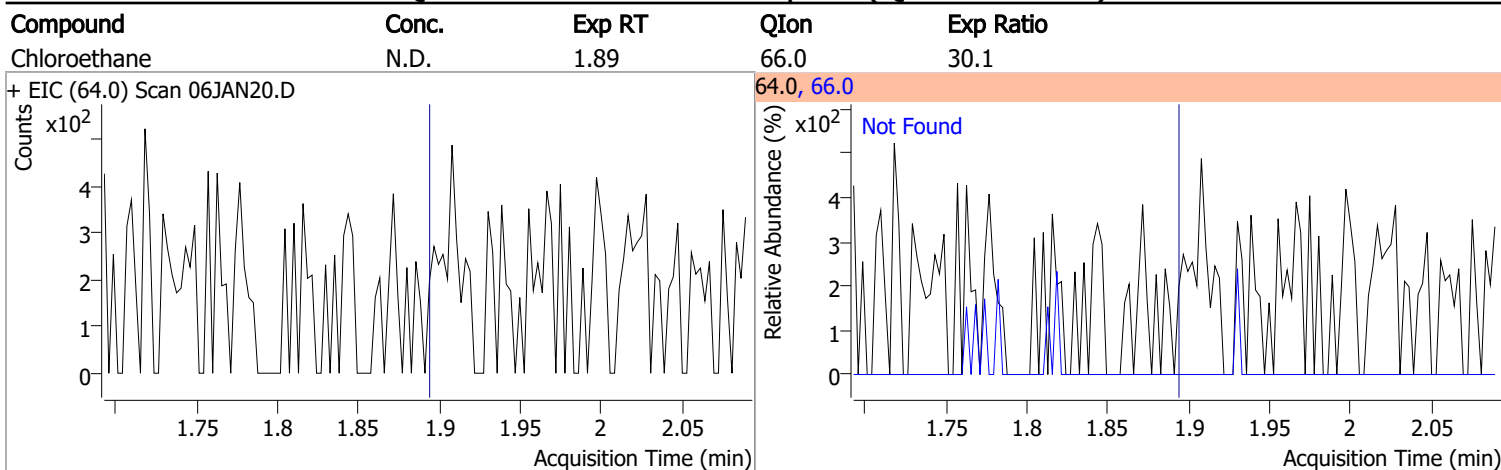 Compound Conc. Exp RT QIon Exp Ratio
Chloroethane N.D. 1.89 66.0 30.1
+ EIC (64.0) Scan 06JAN20.D
Counts
x10²
4
3
2
1
0
1.75 1.8 1.85 1.9 1.95 2 2.05
Acquisition Time (min)
64.0, 66.0
Relative Abundance (%)
x10²
Not Found
4
3
2
1
0
1.75 1.8 1.85 1.9 1.95 2 2.05
Acquisition Time (min)